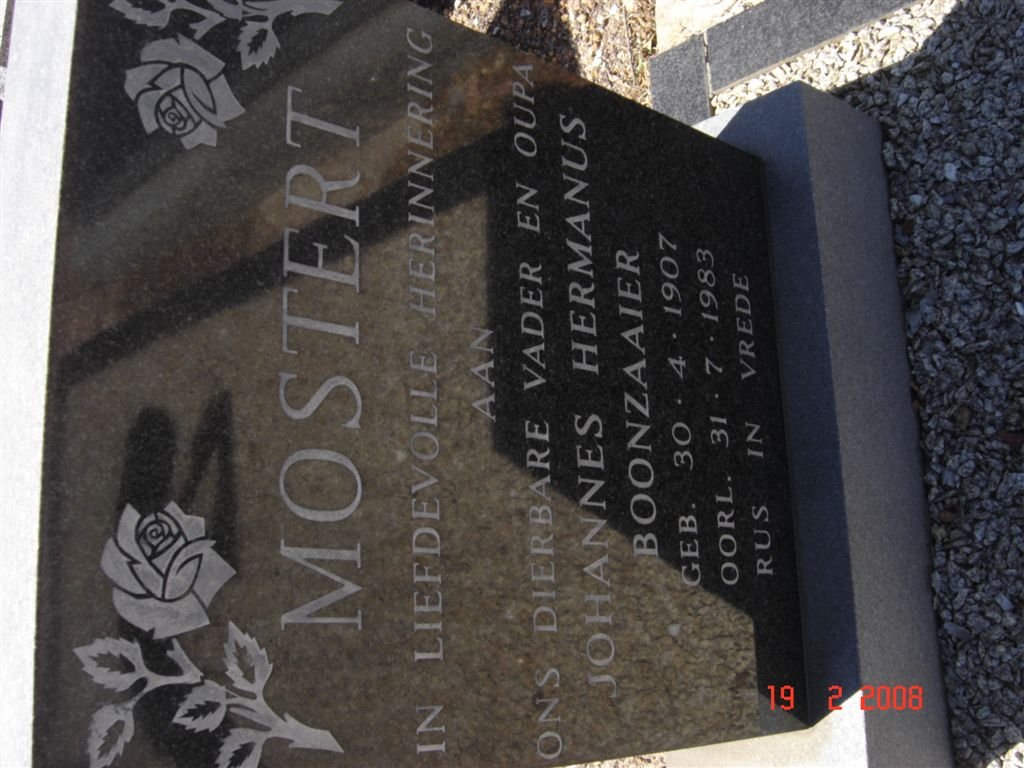 MOSTERT
IN LIEFDEVOLLE HERINNERING
AAN
ONS DIERBARE VADER EN OUPA
JOHANNES HERMANUS
BOONZAAIER
GEB. 30·4·1907
OORL. 31·7·1983
RUS IN VREDE
19 2 2008